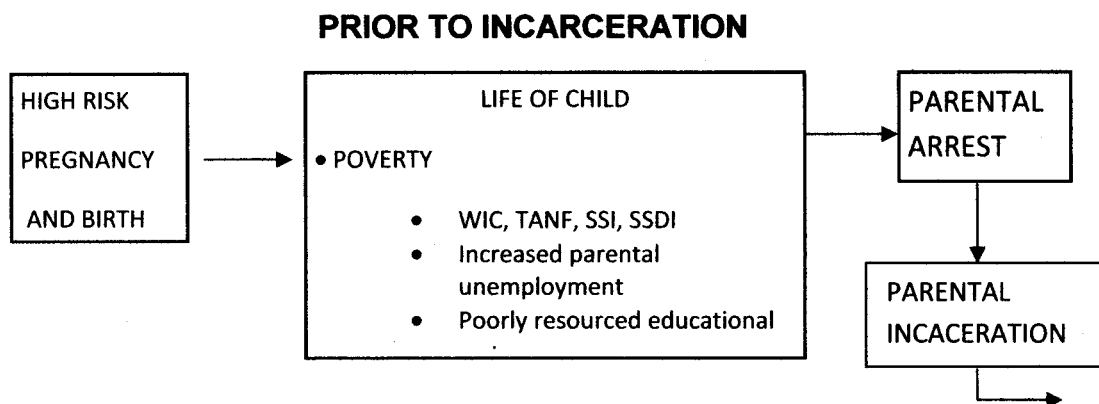 PRIOR TO INCARCERATION
HIGH RISK
PREGNANCY
AND BIRTH
LIFE OF CHILD
• POVERTY
• WIC, TANF, SSI, SSDI
• Increased parental
unemployment
• Poorly resourced educational
PARENTAL
ARREST
PARENTAL
INCACERATION